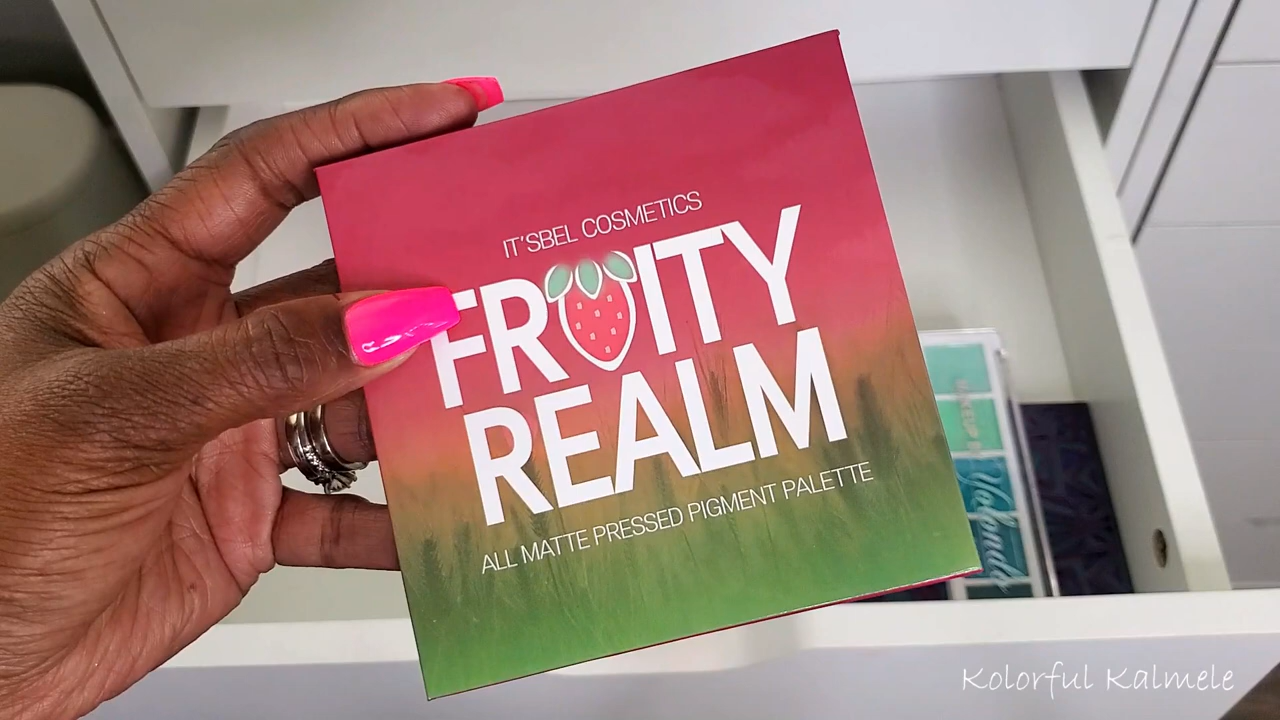 IT'SBEL COSMETICS
FRUITY
REALM
ALL MATTE PRESSED PIGMENT PALETTE
Kolorful Kalmele